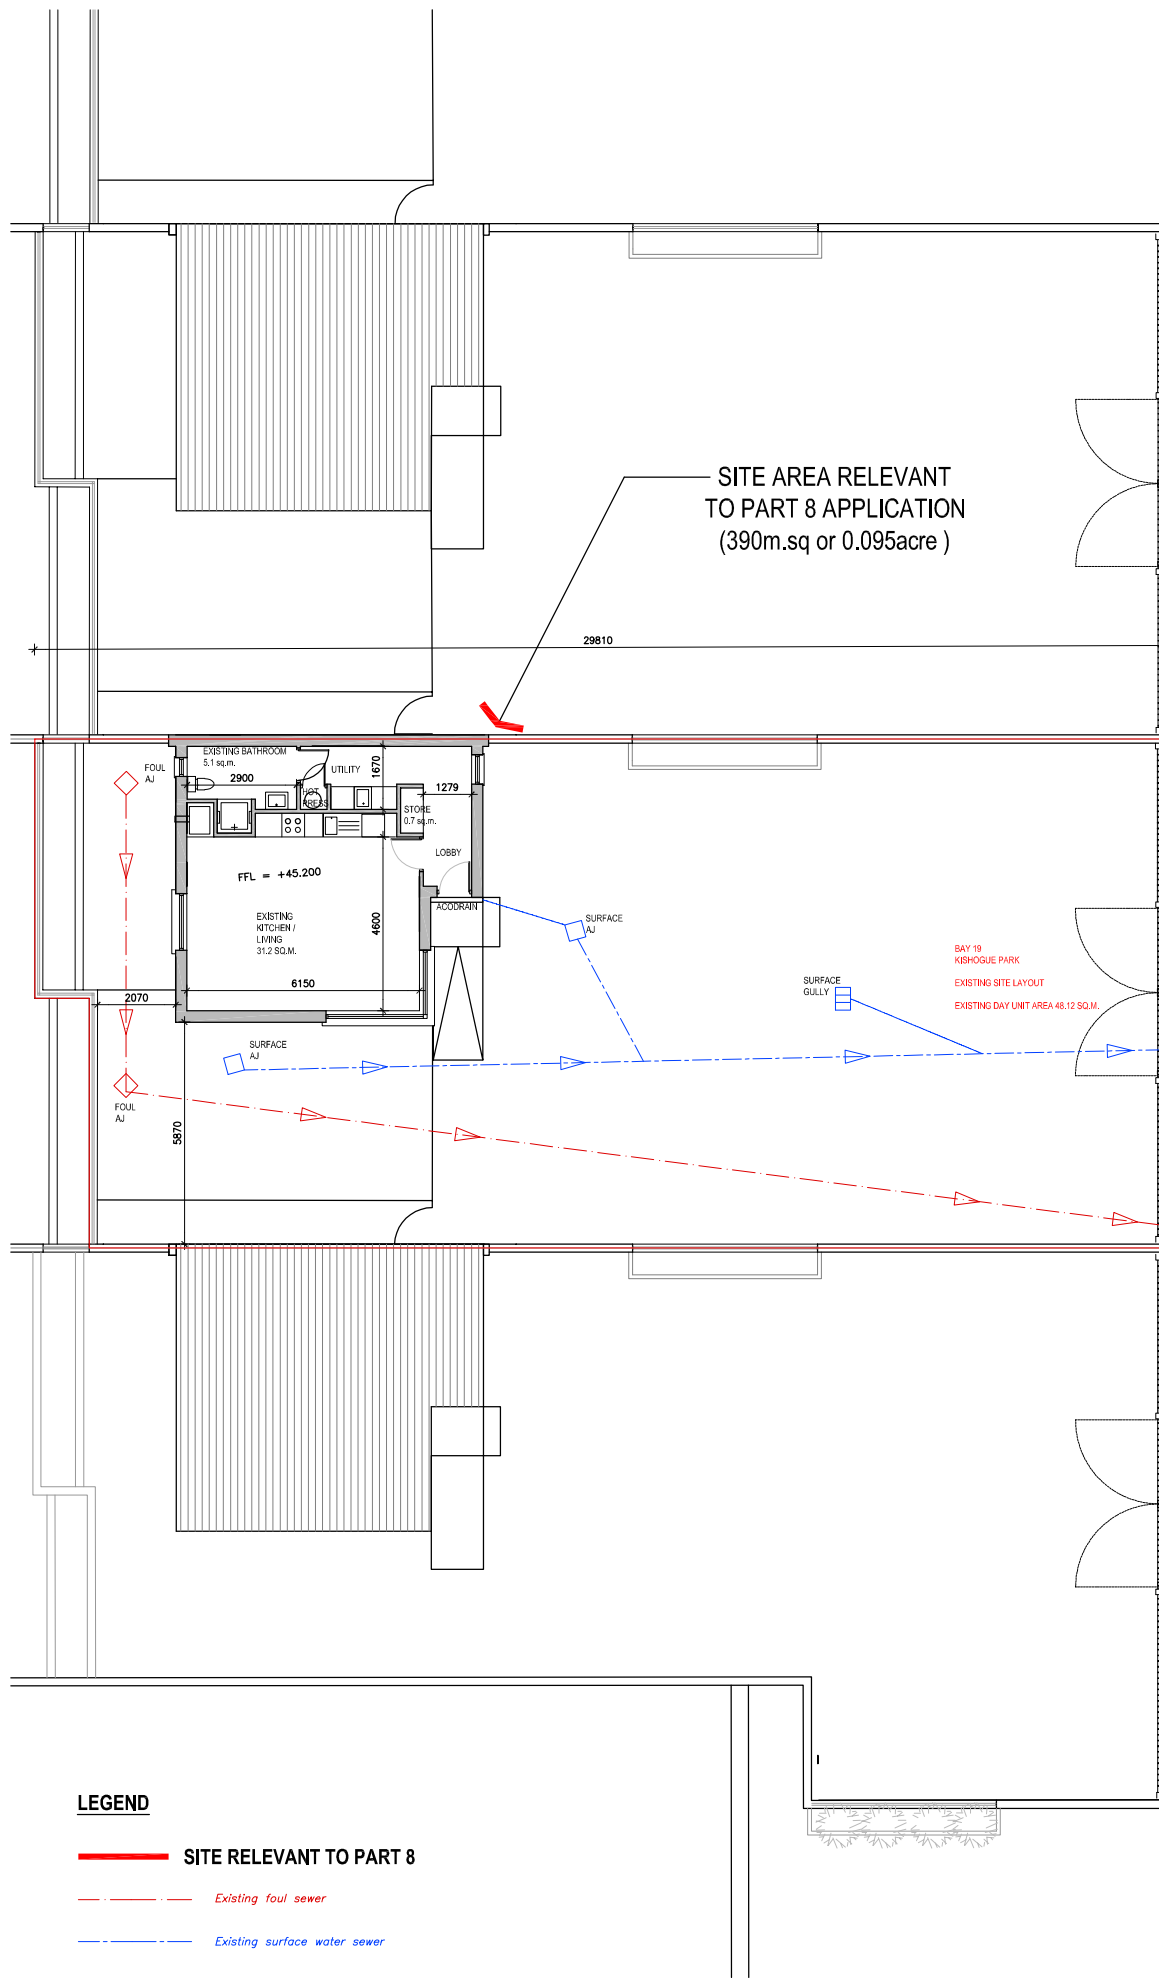 SITE AREA RELEVANT
TO PART 8 APPLICATION
(390m.sq or 0.095acre )
29810
EXISTING BATHROOM
5.1 sq.m.
2900
UTILITY
1670
1279
HOT
PRESS
STORE
0.7 sq.m.
LOBBY
FOUL
AJ
FFL = +45.200
EXISTING
KITCHEN /
LIVING
31.2 SQ.M.
4600
ACODRAIN
SURFACE
AJ
6150
2070
SURFACE
GULLY
BAY 19
KISHOGUE PARK
EXISTING SITE LAYOUT
EXISTING DAY UNIT AREA 48.12 SQ.M.
SURFACE
AJ
FOUL
AJ
5870
LEGEND
SITE RELEVANT TO PART 8
Existing foul sewer
Existing surface water sewer